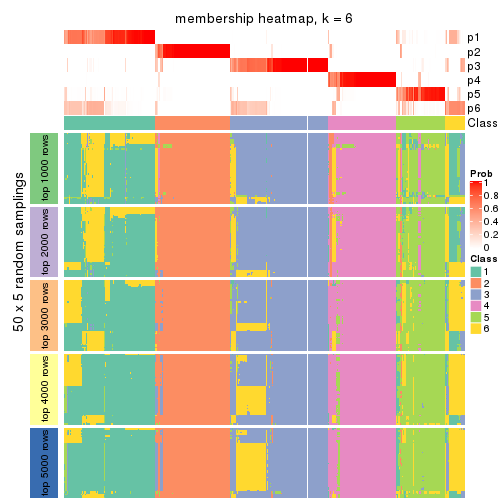 membership heatmap, k = 6
p1
p2
p3
p4
p5
p6
Class
50 x 5 random samplings
top 1000 rows
top 2000 rows
top 3000 rows
top 4000 rows
top 5000 rows
Prob
1
0.8
0.6
0.4
0.2
0
Class
1
2
3
4
5
6